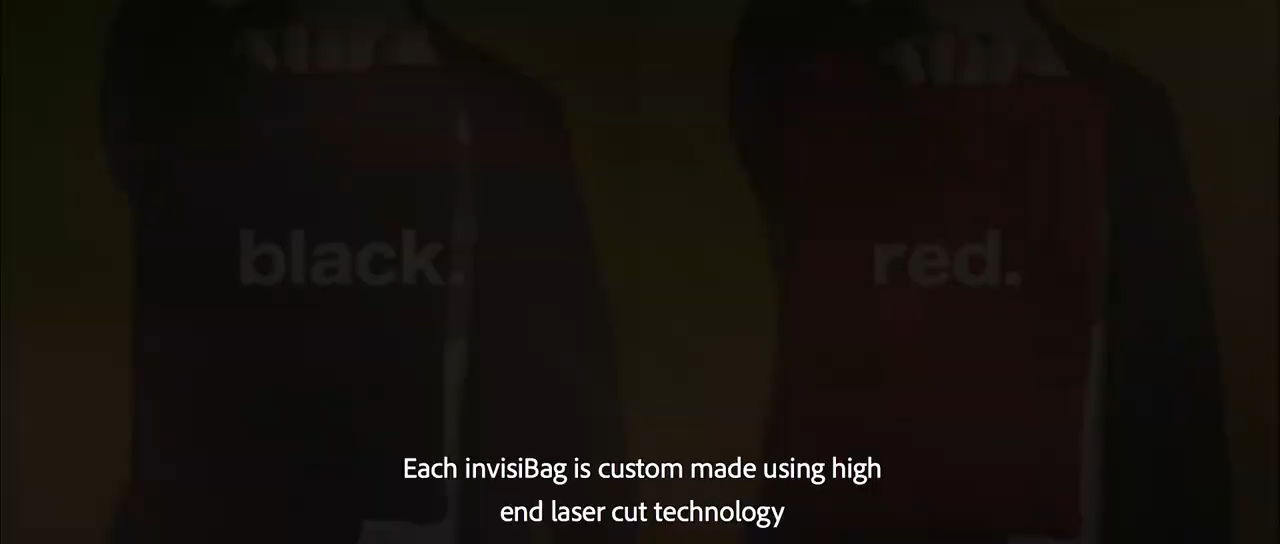 black. red.
Each invisiBag is custom made using high
end laser cut technology